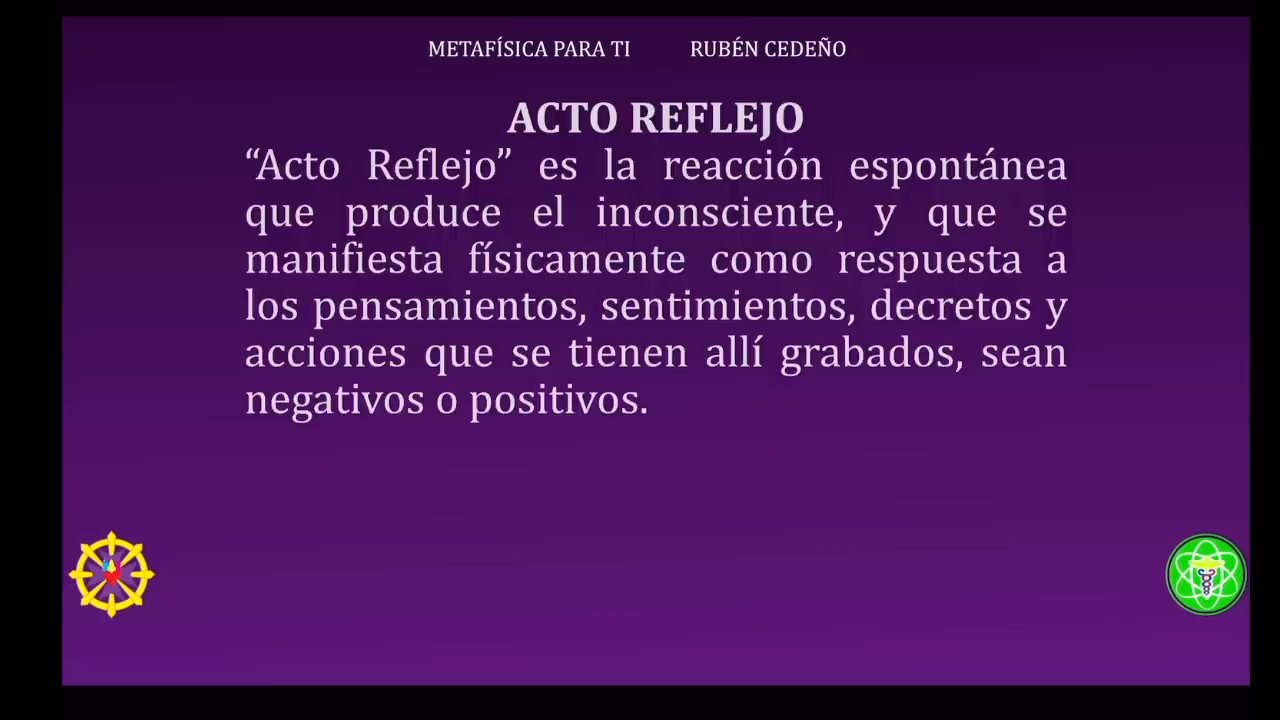 METAFÍSICA PARA TI RUBÉN CEDEÑO
ACTO REFLEJO
“Acto Reflejo” es la reacción espontánea
que produce el inconsciente, y que se
manifiesta físicamente como respuesta a
los pensamientos, sentimientos, decretos y
acciones que se tienen allí grabados, sean
negativos o positivos.